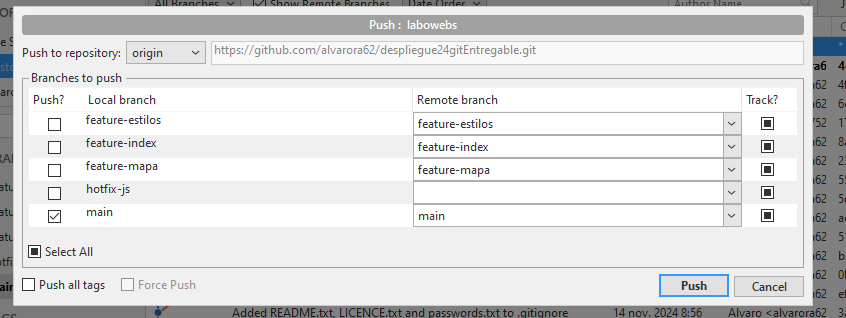 All Branches Show Remote Branches Date Order Author Name
Push : labowebs
Push to repository: origin https://github.com/alvarora62/despliegue24gitEntregable.git
Branches to push
Push? Local branch Remote branch Track?
feature-estilos feature-estilos
feature-index feature-index
feature-mapa feature-mapa
hotfix-js
main main
Select All
Push all tags Force Push Push Cancel
Added README.txt, LICENCE.txt and passwords.txt to .gitignore 14 nov. 2024 8:56 Alvaro <alvarora62